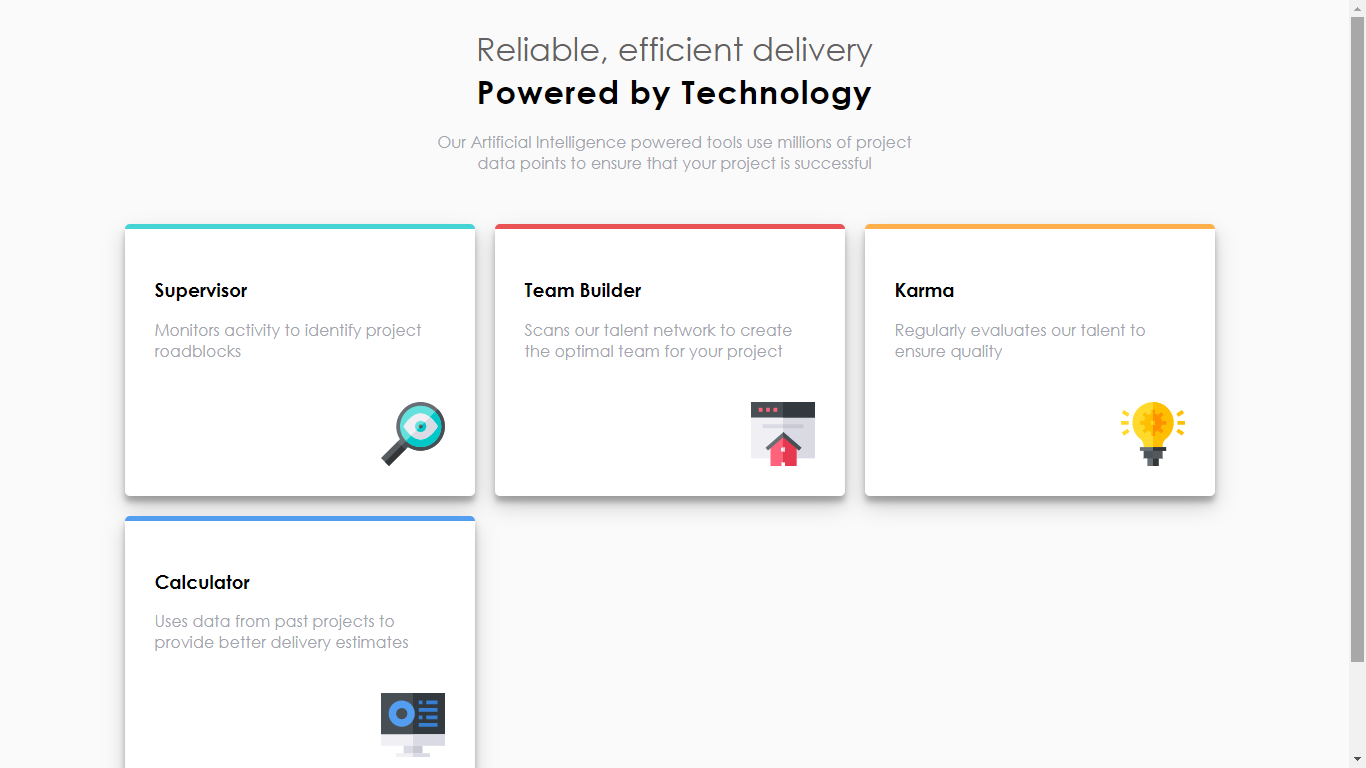 Reliable, efficient delivery
Powered by Technology
Our Artificial Intelligence powered tools use millions of project
data points to ensure that your project is successful
Supervisor
Monitors activity to identify project
roadblocks
Team Builder
Scans our talent network to create
the optimal team for your project
Karma
Regularly evaluates our talent to
ensure quality
Calculator
Uses data from past projects to
provide better delivery estimates